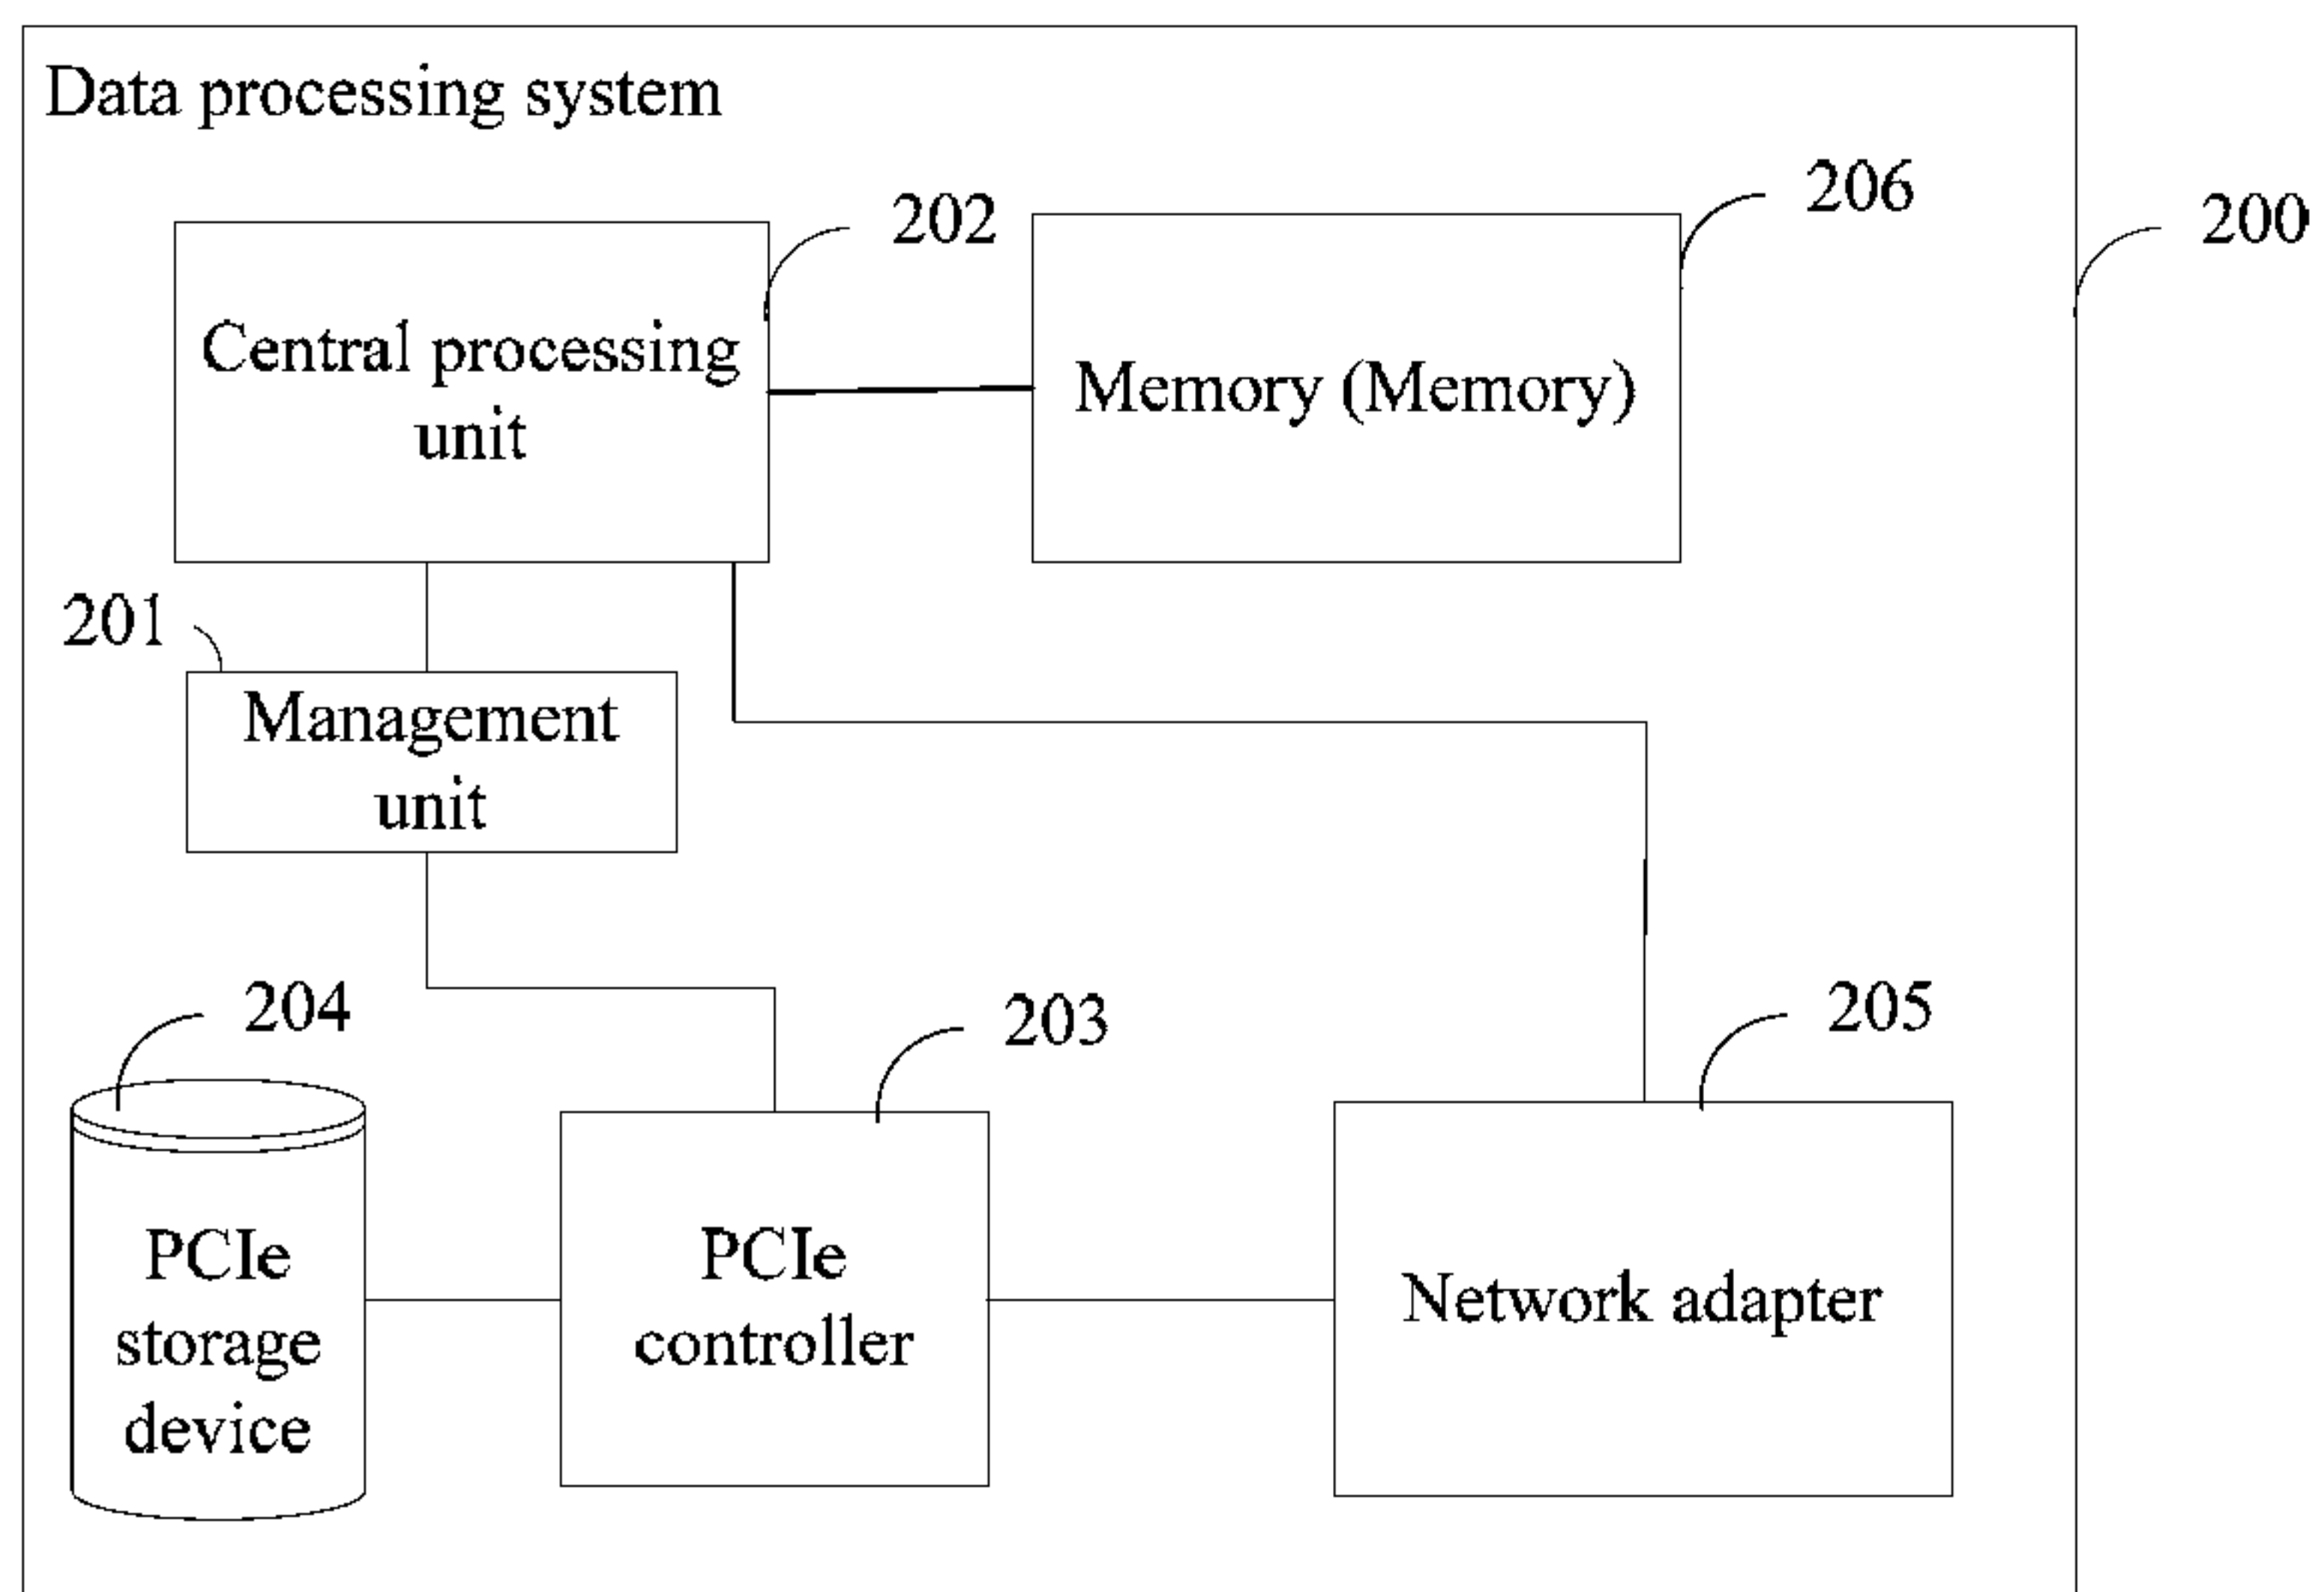 Data processing system
206
202
200
Central processing
unit
Memory (Memory)
201
Management
unit
204
203
205
PCIe
storage
device
PCIe
controller
Network adapter